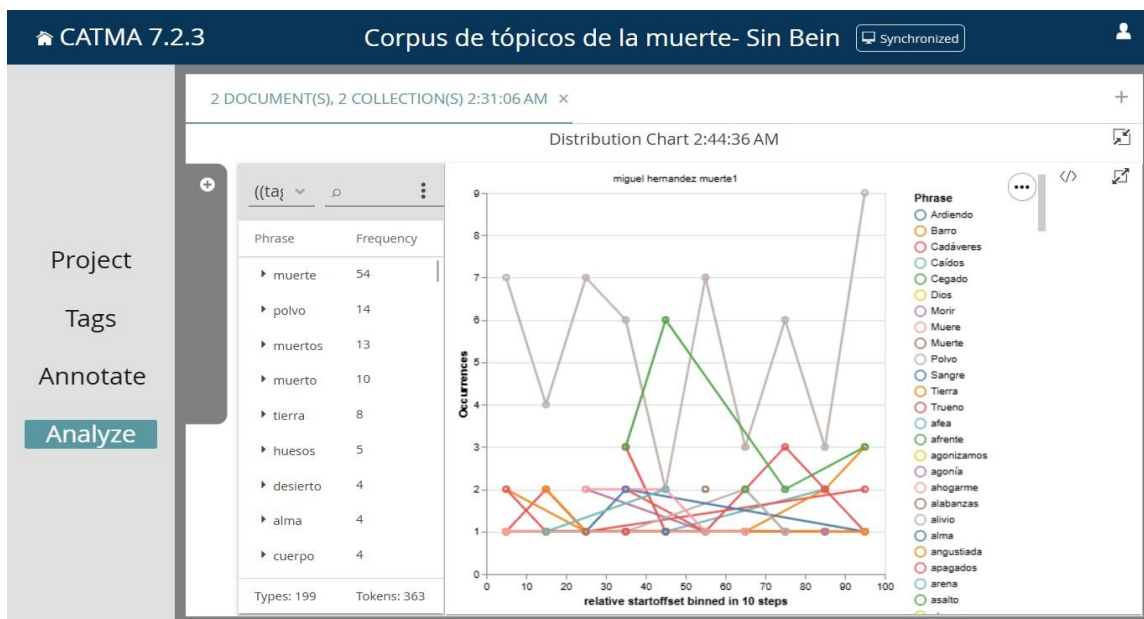 CATMA 7.2.3
Corpus de tópicos de la muerte- Sin Bein
Synchronized
2 DOCUMENT(S), 2 COLLECTION(S) 2:31:06 AM ×
+
Distribution Chart 2:44:36 AM
Project
Tags
Annotate
Analyze
((tag
Phrase Frequency
muerte 54
polvo 14
muertos 13
muerto 10
tierra 8
huesos 5
desierto 4
alma 4
cuerpo 4
Types: 199 Tokens: 363
miguel hernandez muerte1
Occurrences
9
8
7
6
5
4
3
2
1
0
0 10 20 30 40 50 60 70 80 90 100
relative startoffset binned in 10 steps
</>
Phrase
Ardiendo
Barro
Cadáveres
Caídos
Cegado
Dios
Morir
Muere
Muerte
Polvo
Sangre
Tierra
Trueno
afea
afrente
agonizamos
agonía
ahogarme
alabanzas
alivio
alma
angustiada
apagados
arena
asalto